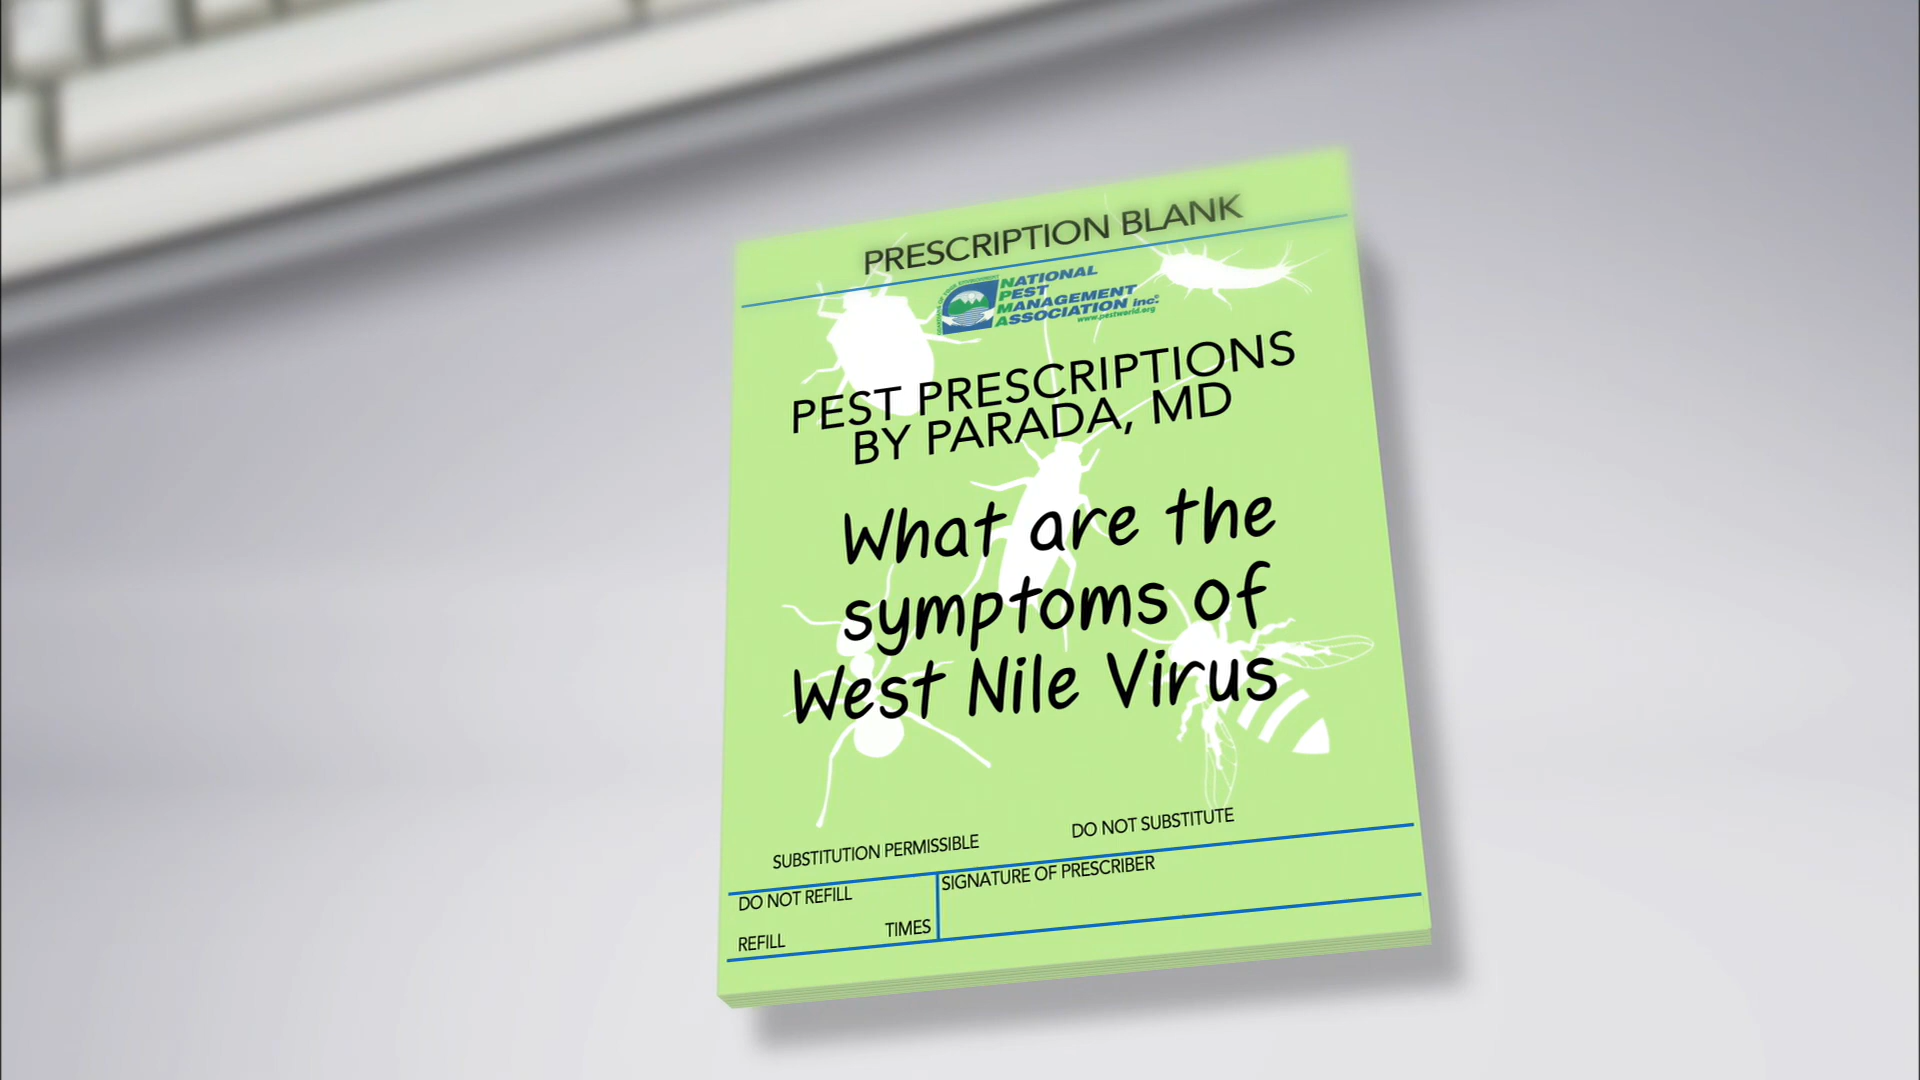 PRESCRIPTION BLANK
NATIONAL
PEST
MANAGEMENT
ASSOCIATION inc.®
www.pestworld.org
PEST PRESCRIPTIONS
BY PARADA, MD
What are the
symptoms of
West Nile Virus
SUBSTITUTION PERMISSIBLE
DO NOT SUBSTITUTE
DO NOT REFILL
REFILL
TIMES
SIGNATURE OF PRESCRIBER